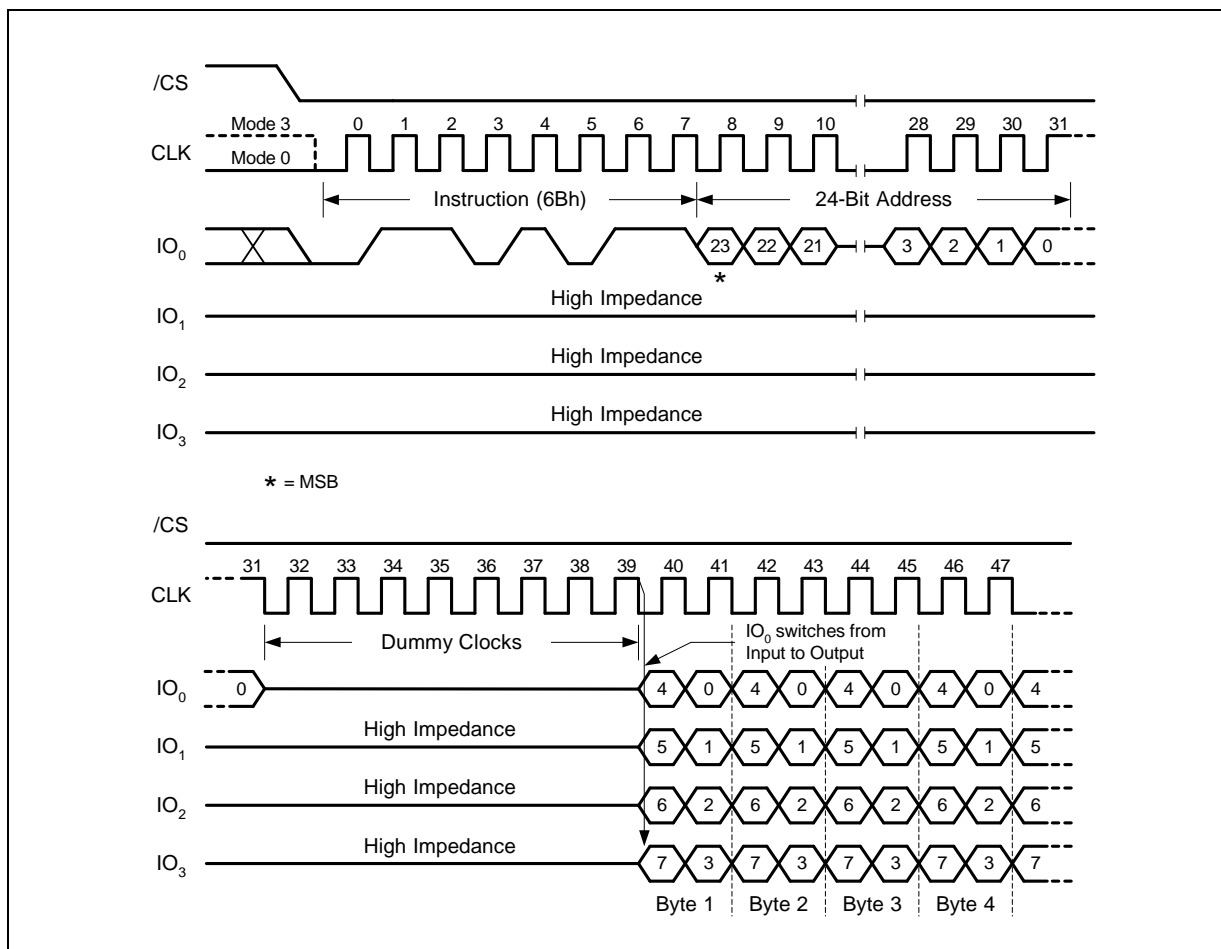 /CS
Mode 3 0 1 2 3 4 5 6 7 8 9 10 28 29 30 31
CLK
Mode 0
Instruction (6Bh) 24-Bit Address
IO0 23 22 21 3 2 1 0
*
High Impedance
IO1
High Impedance
IO2
High Impedance
IO3
* = MSB
/CS
31 32 33 34 35 36 37 38 39 40 41 42 43 44 45 46 47
CLK
Dummy Clocks
IO0 switches from
Input to Output
IO0 0 4 0 4 0 4 0 4 0 4
High Impedance
IO1 5 1 5 1 5 1 5 1 5
High Impedance
IO2 6 2 6 2 6 2 6 2 6
High Impedance
IO3 7 3 7 3 7 3 7 3 7
Byte 1 Byte 2 Byte 3 Byte 4